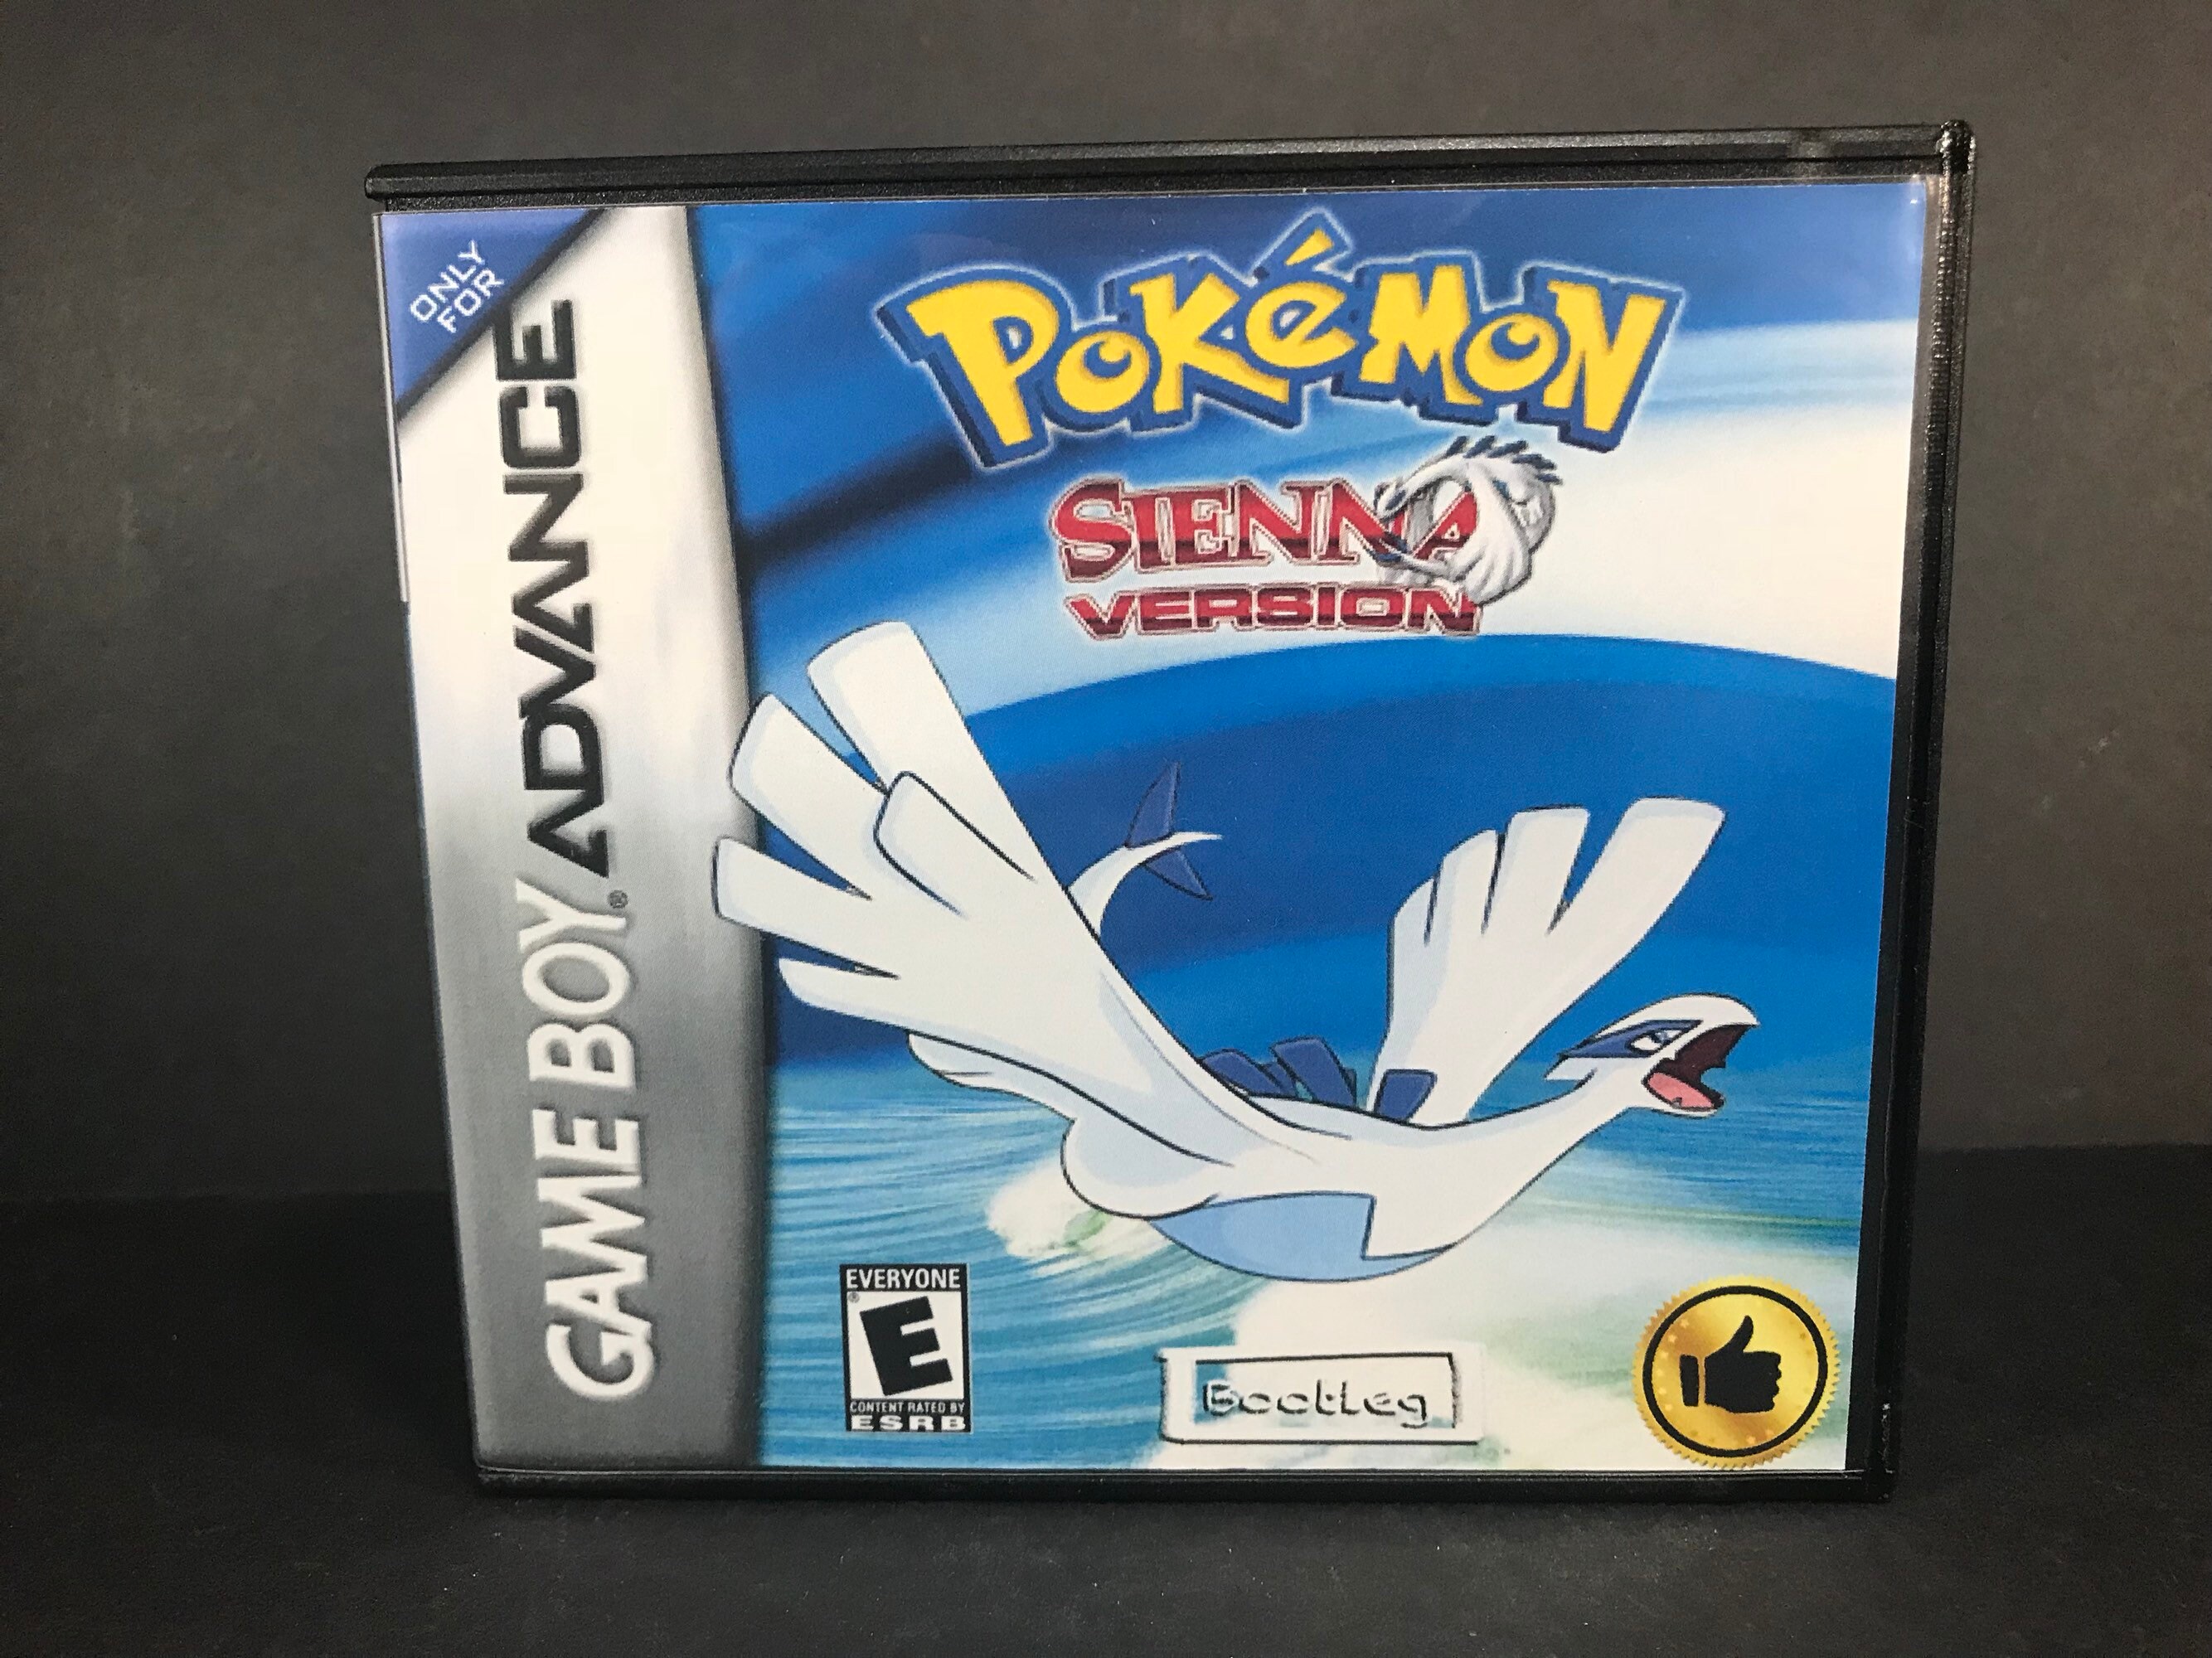 ONLY
FOR
GAME BOY® ADVANCE
POKéMON
SIENNA
VERSION
EVERYONE
®
E
CONTENT RATED BY
ESRB
Bootleg